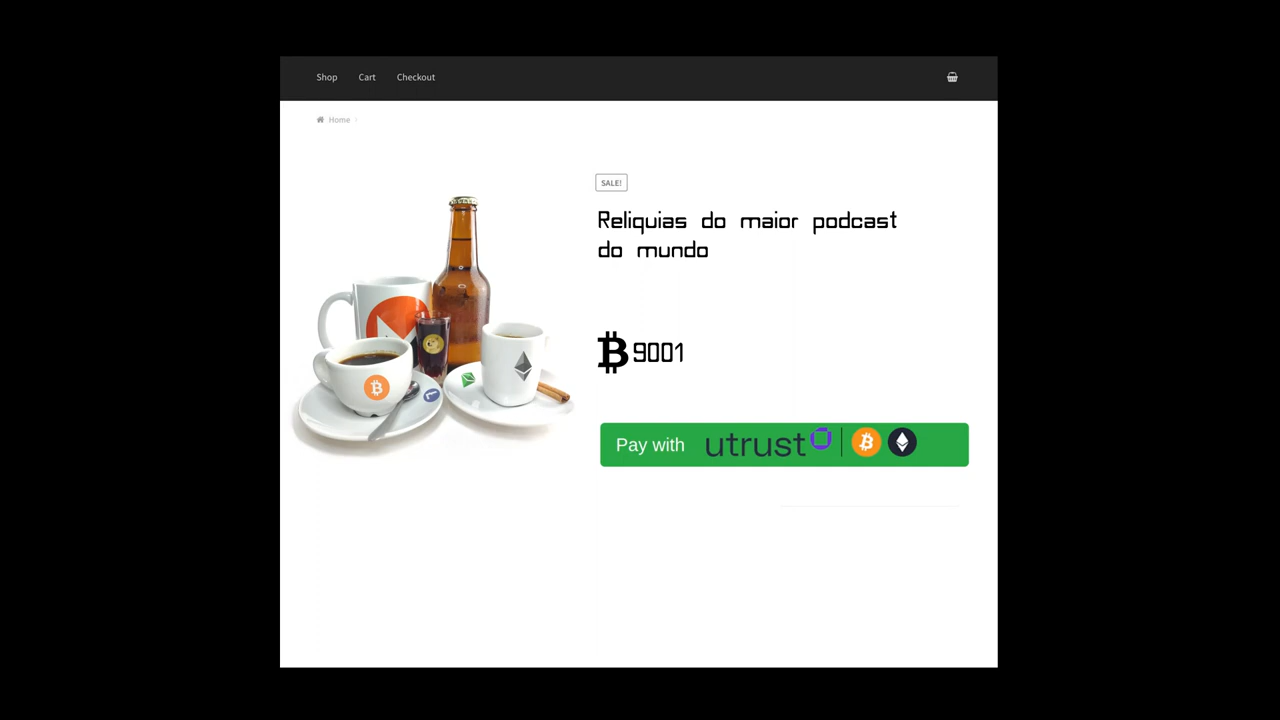 Shop Cart Checkout
Home
SALE!
Reliquias do maior podcast
do mundo
₿ 9001
Pay with utrust